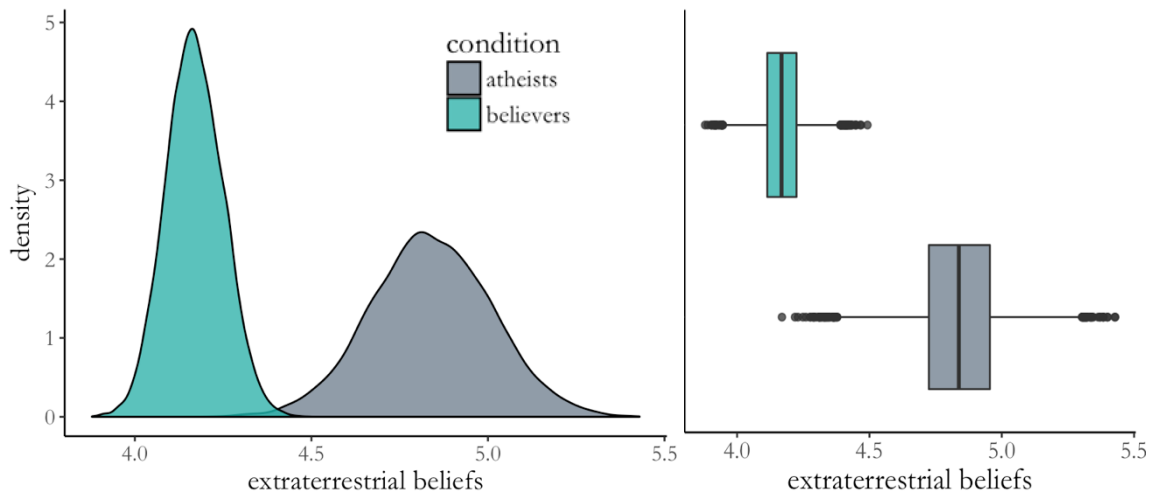 5
4
3
2
1
0
density
4.0 4.5 5.0 5.5
extraterrestrial beliefs
condition
atheists
believers
4.0 4.5 5.0 5.5
extraterrestrial beliefs